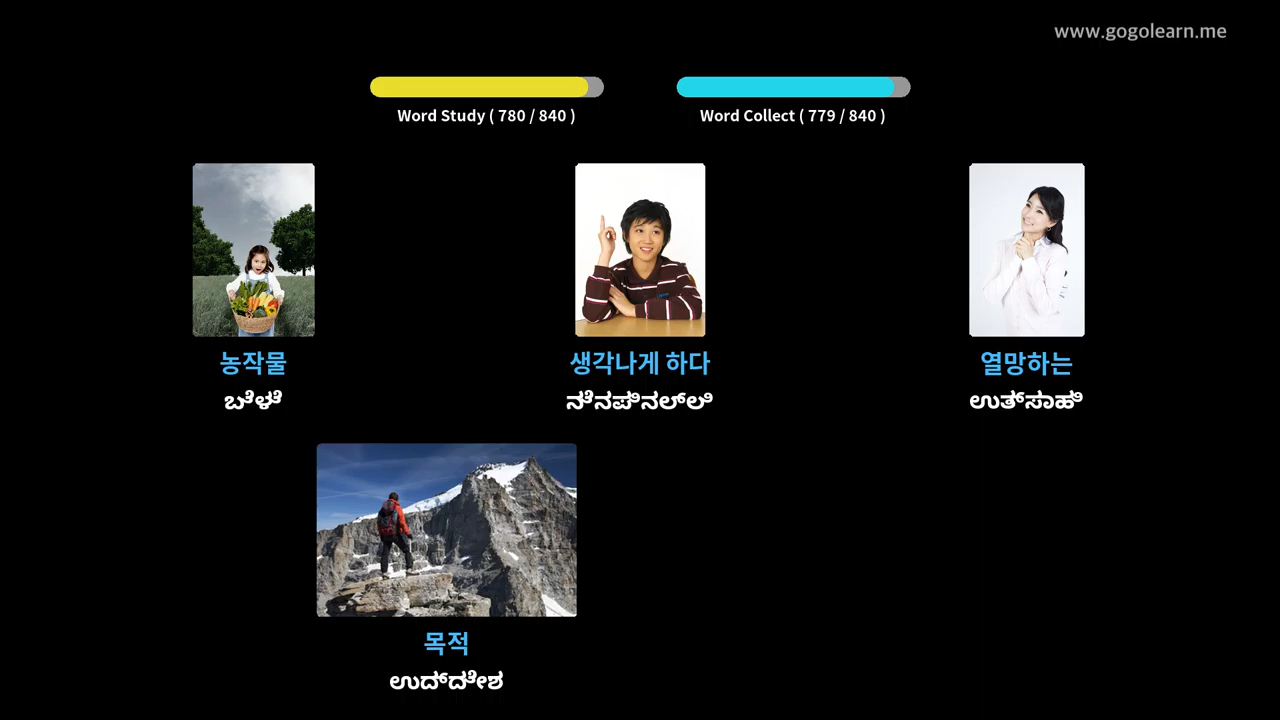 www.gogolearn.me
Word Study ( 780 / 840 )
Word Collect ( 779 / 840 )
농작물
ಬೆಳೆ
생각나게 하다
ನೆನಪಿನಲ್ಲಿ
열망하는
ಉತ್ಸಾಹಿ
목적
ಉದ್ದೇಶ